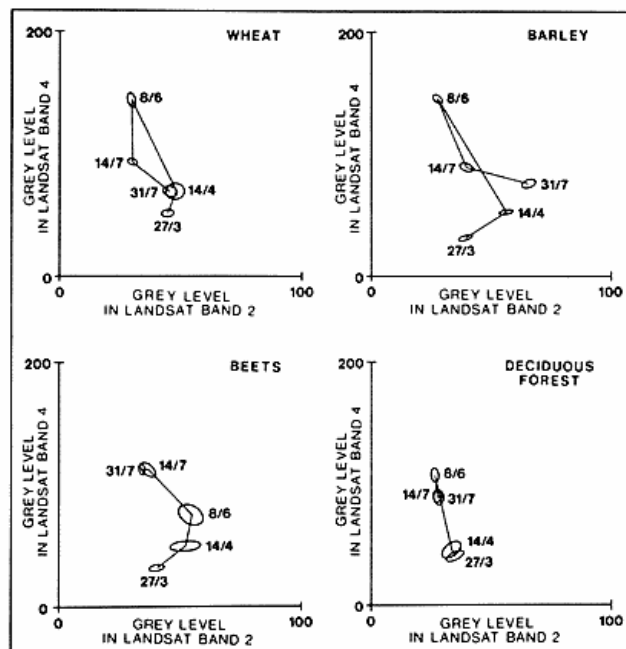 WHEAT
200
GREY LEVEL
IN LANDSAT BAND 4
8/6
14/7
31/7
14/4
27/3
0
0
100
GREY LEVEL
IN LANDSAT BAND 2
BARLEY
200
GREY LEVEL
IN LANDSAT BAND 4
8/6
14/7
31/7
14/4
27/3
0
0
100
GREY LEVEL
IN LANDSAT BAND 2
BEETS
200
GREY LEVEL
IN LANDSAT BAND 4
31/7
14/7
8/6
14/4
27/3
0
0
100
GREY LEVEL
IN LANDSAT BAND 2
DECIDUOUS
FOREST
200
GREY LEVEL
IN LANDSAT BAND 4
8/6
14/7
31/7
14/4
27/3
0
0
100
GREY LEVEL
IN LANDSAT BAND 2